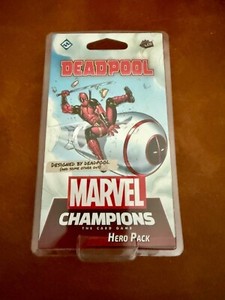 DEADPOOL
DESIGNED BY DEADPOOL
(AND SOME OTHER GUY)
MARVEL
CHAMPIONS
THE CARD GAME
HERO PACK